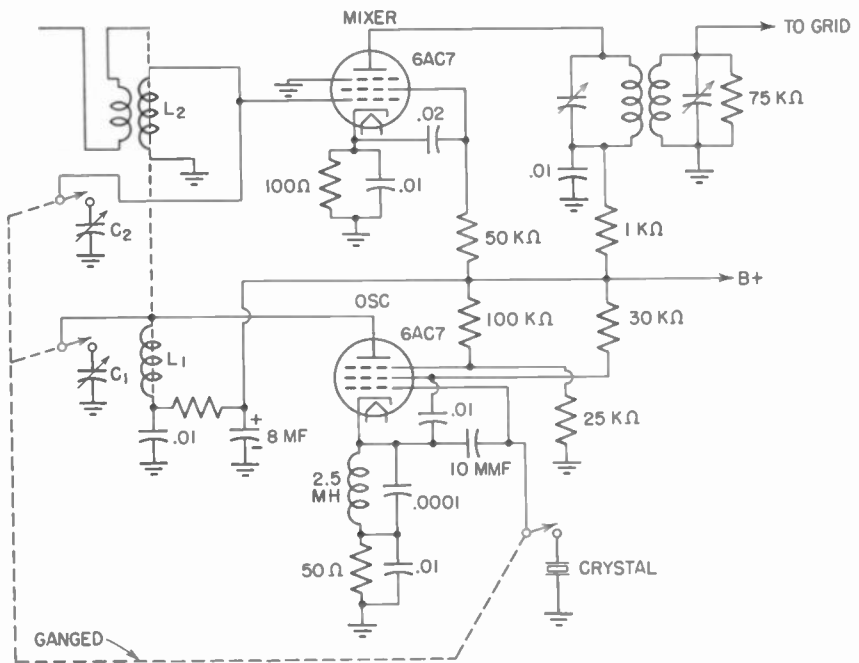 MIXER
TO GRID
6AC7
L2
75 KΩ
.02
100Ω
.01
.01
C2
50 KΩ
1 KΩ
B+
OSC
6AC7
100 KΩ
30 KΩ
L1
C1
.01
25 KΩ
.01
+
8 MF
-
10 MMF
2.5
MH
.0001
50Ω
.01
CRYSTAL
GANGED